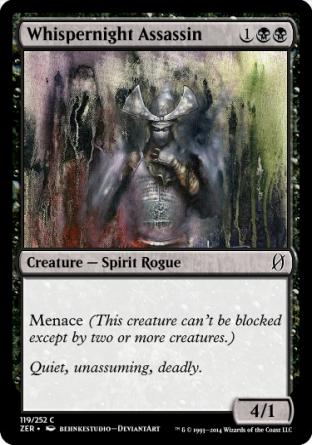 Whispernight Assassin 1
Creature — Spirit Rogue
Menace (This creature can't be blocked
except by two or more creatures.)
Quiet, unassuming, deadly.
4/1
119/252 C
ZER • BEHNKESTUDIO—DEVIANTART
™ & © 1993–2014 Wizards of the Coast LLC